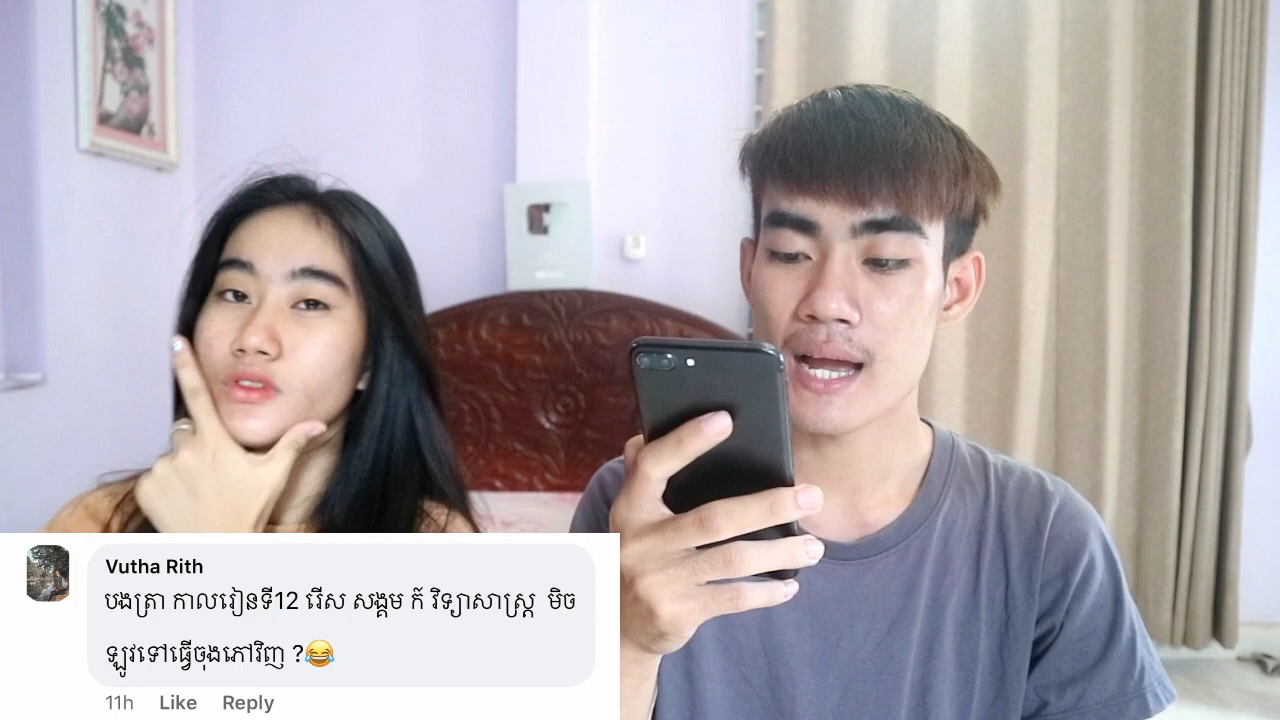 Vutha Rith
បងត្រា កាលរៀនទី12 រើស សង្គម ក៏ វិទ្យាសាស្ត្រ មិច
ឡូវទៅធ្វើចុងភៅវិញ ?😂
11h Like Reply